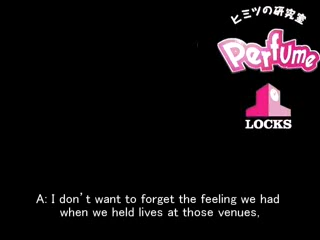 ヒミツの研究室
Perfume
LOCKS
A: I don't want to forget the feeling we had
when we held lives at those venues,